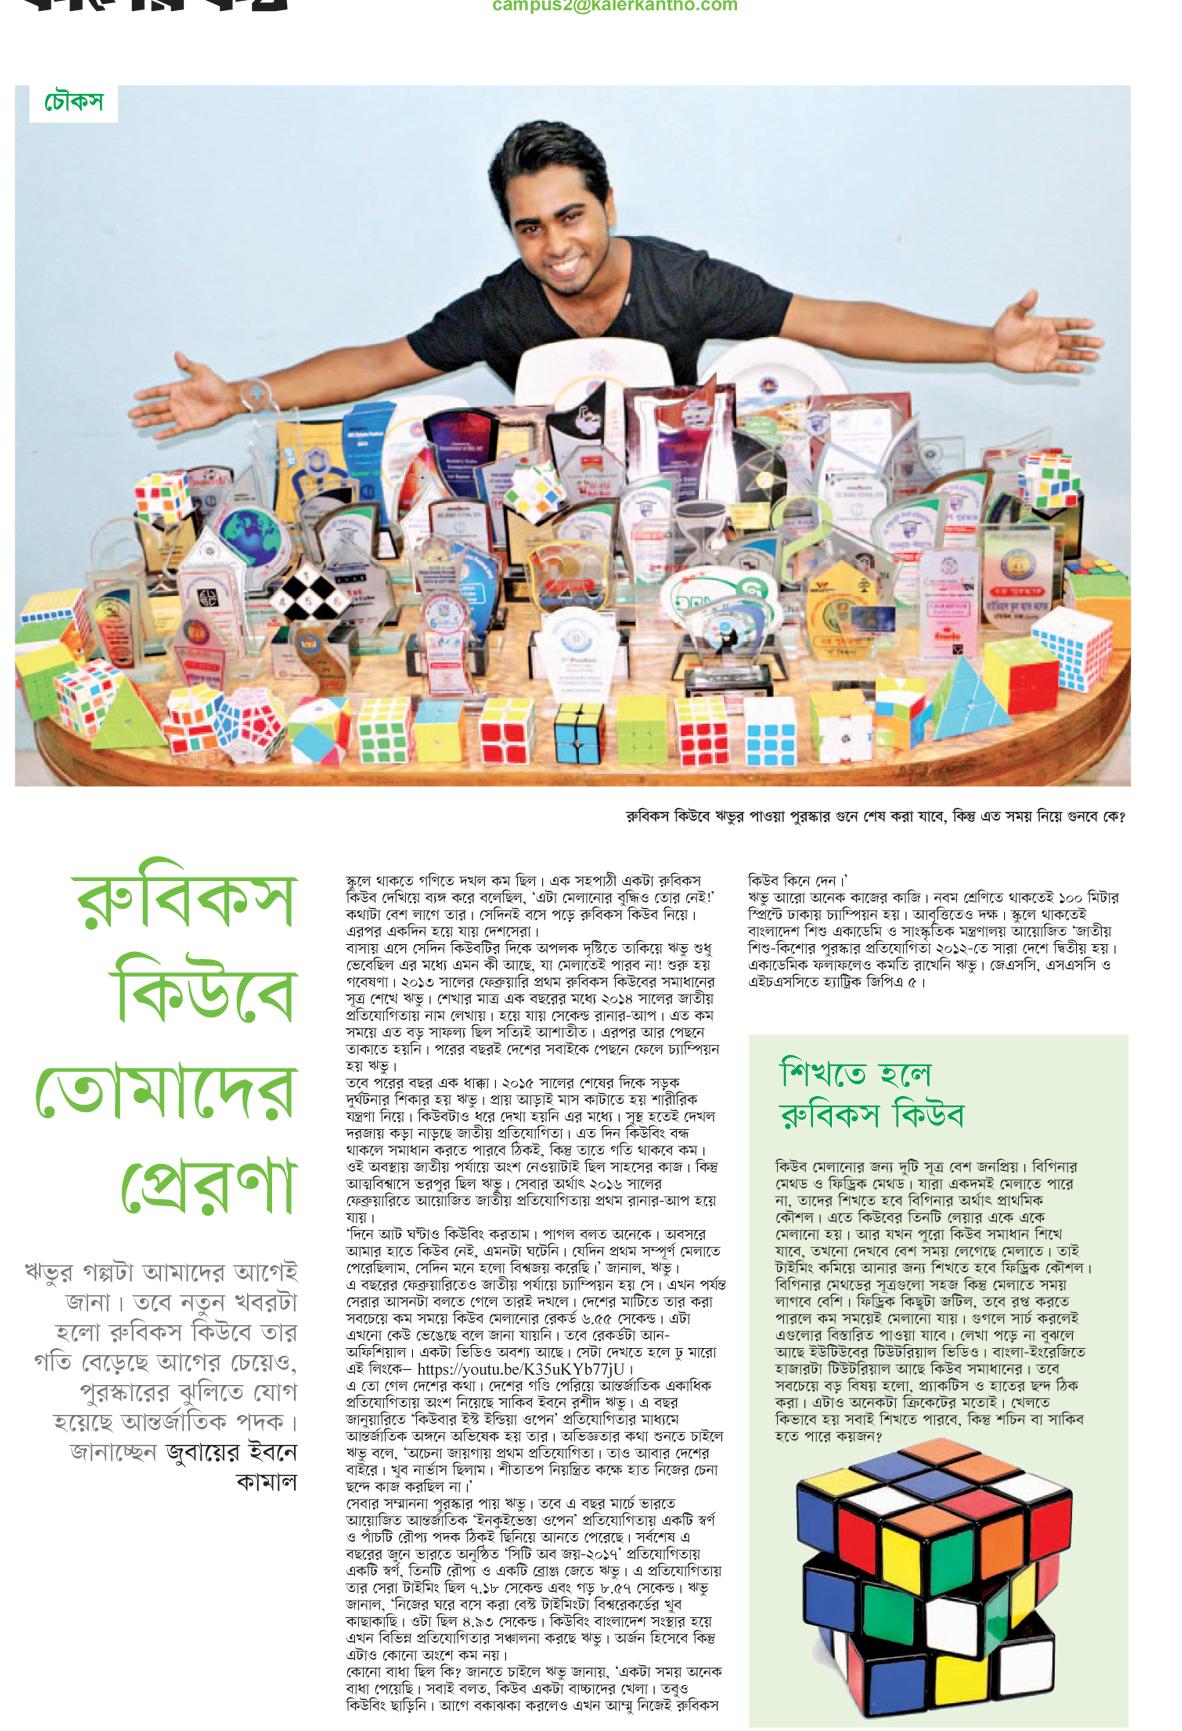 campus2@kalerkantho.com
চৌকস
রুবিকস কিউবে ঋভুর পাওয়া পুরস্কার গুনে শেষ করা যাবে, কিন্তু এত সময় নিয়ে গুনবে কে?
রুবিকস
কিউবে
তোমাদের
প্রেরণা
ঋভুর গল্পটা আমাদের আগেই
জানা। তবে নতুন খবরটা
হলো রুবিকস কিউবে তার
গতি বেড়েছে আগের চেয়েও,
পুরস্কারের ঝুলিতে যোগ
হয়েছে আন্তর্জাতিক পদক।
জানাচ্ছেন জুবায়ের ইবনে
কামাল
স্কুলে থাকতে গণিতে দখল কম ছিল। এক সহপাঠী একটা রুবিকস
কিউব দেখিয়ে ব্যঙ্গ করে বলেছিল, ‘এটা মেলানোর বুদ্ধিও তোর নেই!’
কথাটা বেশ লাগে তার। সেদিনই বসে পড়ে রুবিকস কিউব নিয়ে।
এরপর একদিন হয়ে যায় দেশসেরা।
বাসায় এসে সেদিন কিউবটির দিকে অপলক দৃষ্টিতে তাকিয়ে ঋভু শুধু
ভেবেছিল এর মধ্যে এমন কী আছে, যা মেলাতেই পারব না! শুরু হয়
গবেষণা। ২০১৩ সালের ফেব্রুয়ারি প্রথম রুবিকস কিউবের সমাধানের
সূত্র শেখে ঋভু। শেখার মাত্র এক বছরের মধ্যে ২০১৪ সালের জাতীয়
প্রতিযোগিতায় নাম লেখায়। হয়ে যায় সেকেন্ড রানার-আপ। এত কম
সময়ে এত বড় সাফল্য ছিল সত্যিই আশাতীত। এরপর আর পেছনে
তাকাতে হয়নি। পরের বছরই দেশের সবাইকে পেছনে ফেলে চ্যাম্পিয়ন
হয় ঋভু।
তবে পরের বছর এক ধাক্কা। ২০১৫ সালের শেষের দিকে সড়ক
দুর্ঘটনার শিকার হয় ঋভু। প্রায় আড়াই মাস কাটাতে হয় শারীরিক
যন্ত্রণা নিয়ে। কিউবটাও ধরে দেখা হয়নি এর মধ্যে। সুস্থ হতেই দেখল
দরজায় কড়া নাড়ছে জাতীয় প্রতিযোগিতা। এত দিন কিউবিং বন্ধ
থাকলে সমাধান করতে পারবে ঠিকই, কিন্তু তাতে গতি থাকবে কম।
ওই অবস্থায় জাতীয় পর্যায়ে অংশ নেওয়াটাই ছিল সাহসের কাজ। কিন্তু
আত্মবিশ্বাসে ভরপুর ছিল ঋভু। সেবার অর্থাৎ ২০১৬ সালের
ফেব্রুয়ারিতে আয়োজিত জাতীয় প্রতিযোগিতায় প্রথম রানার-আপ হয়ে
যায়।
‘দিনে আট ঘণ্টাও কিউবিং করতাম। পাগল বলত অনেকে। অবসরে
আমার হাতে কিউব নেই, এমনটা ঘটেনি। যেদিন প্রথম সম্পূর্ণ মেলাতে
পেরেছিলাম, সেদিন মনে হলো বিশ্বজয় করেছি।’ জানাল, ঋভু।
এ বছরের ফেব্রুয়ারিতেও জাতীয় পর্যায়ে চ্যাম্পিয়ন হয় সে। এখন পর্যন্ত
সেরার আসনটা বলতে গেলে তারই দখলে। দেশের মাটিতে তার করা
সবচেয়ে কম সময়ে কিউব মেলানোর রেকর্ড ৬.৫৫ সেকেন্ড। এটা
এখনো কেউ ভেঙেছে বলে জানা যায়নি। তবে রেকর্ডটা আন-
অফিশিয়াল। একটা ভিডিও অবশ্য আছে। সেটা দেখতে হলে ঢু মারো
এই লিংকে— https://youtu.be/K35uKYb77jU।
এ তো গেল দেশের কথা। দেশের গণ্ডি পেরিয়ে আন্তর্জাতিক একাধিক
প্রতিযোগিতায় অংশ নিয়েছে সাকিব ইবনে রশীদ ঋভু। এ বছর
জানুয়ারিতে ‘কিউবার ইস্ট ইন্ডিয়া ওপেন’ প্রতিযোগিতার মাধ্যমে
আন্তর্জাতিক অঙ্গনে অভিষেক হয় তার। অভিজ্ঞতার কথা শুনতে চাইলে
ঋভু বলে, ‘অচেনা জায়গায় প্রথম প্রতিযোগিতা। তাও আবার দেশের
বাইরে। খুব নার্ভাস ছিলাম। শীতাতপ নিয়ন্ত্রিত কক্ষে হাত নিজের চেনা
ছন্দে কাজ করছিল না।’
সেবার সম্মাননা পুরস্কার পায় ঋভু। তবে এ বছর মার্চে ভারতে
আয়োজিত আন্তর্জাতিক ‘ইনকুইভেস্তা ওপেন’ প্রতিযোগিতায় একটি স্বর্ণ
ও পাঁচটি রৌপ্য পদক ঠিকই ছিনিয়ে আনতে পেরেছে। সর্বশেষ এ
বছরের জুনে ভারতে অনুষ্ঠিত ‘সিটি অব জয়-২০১৭’ প্রতিযোগিতায়
একটি স্বর্ণ, তিনটি রৌপ্য ও একটি ব্রোঞ্জ জেতে ঋভু। এ প্রতিযোগিতায়
তার সেরা টাইমিং ছিল ৭.১৮ সেকেন্ড এবং গড় ৮.৫৭ সেকেন্ড। ঋভু
জানাল, ‘নিজের ঘরে বসে করা বেস্ট টাইমিংটা বিশ্বরেকর্ডের খুব
কাছাকাছি। ওটা ছিল ৪.৯৩ সেকেন্ড। কিউবিং বাংলাদেশ সংস্থার হয়ে
এখন বিভিন্ন প্রতিযোগিতার সঞ্চালনা করছে ঋভু। অর্জন হিসেবে কিন্তু
এটাও কোনো অংশে কম নয়।
কোনো বাধা ছিল কি? জানতে চাইলে ঋভু জানায়, ‘একটা সময় অনেক
বাধা পেয়েছি। সবাই বলত, কিউব একটা বাচ্চাদের খেলা। তবুও
কিউবিং ছাড়িনি। আগে বকাঝকা করলেও এখন আম্মু নিজেই রুবিকস
কিউব কিনে দেন।’
ঋভু আরো অনেক কাজের কাজি। নবম শ্রেণিতে থাকতেই ১০০ মিটার
স্প্রিন্টে ঢাকায় চ্যাম্পিয়ন হয়। আবৃত্তিতেও দক্ষ। স্কুলে থাকতেই
বাংলাদেশ শিশু একাডেমি ও সাংস্কৃতিক মন্ত্রণালয় আয়োজিত ‘জাতীয়
শিশু-কিশোর পুরস্কার প্রতিযোগিতা ২০১২-তে সারা দেশে দ্বিতীয় হয়।
একাডেমিক ফলাফলেও কমতি রাখেনি ঋভু। জেএসসি, এসএসসি ও
এইচএসসিতে হ্যাট্রিক জিপিএ ৫।
শিখতে হলে
রুবিকস কিউব
কিউব মেলানোর জন্য দুটি সূত্র বেশ জনপ্রিয়। বিগিনার
মেথড ও ফিড্রিক মেথড। যারা একদমই মেলাতে পারে
না, তাদের শিখতে হবে বিগিনার অর্থাৎ প্রাথমিক
কৌশল। এতে কিউবের তিনটি লেয়ার একে একে
মেলানো হয়। আর যখন পুরো কিউব সমাধান শিখে
যাবে, তখনো দেখবে বেশ সময় লেগেছে মেলাতে। তাই
টাইমিং কমিয়ে আনার জন্য শিখতে হবে ফিড্রিক কৌশল।
বিগিনার মেথডের সূত্রগুলো সহজ কিন্তু মেলাতে সময়
লাগবে বেশি। ফিড্রিক কিছুটা জটিল, তবে রপ্ত করতে
পারলে কম সময়েই মেলানো যায়। গুগলে সার্চ করলেই
এগুলোর বিস্তারিত পাওয়া যাবে। লেখা পড়ে না বুঝলে
আছে ইউটিউবের টিউটরিয়াল ভিডিও। বাংলা-ইংরেজিতে
হাজারটা টিউটরিয়াল আছে কিউব সমাধানের। তবে
সবচেয়ে বড় বিষয় হলো, প্র্যাকটিস ও হাতের ছন্দ ঠিক
করা। এটাও অনেকটা ক্রিকেটের মতোই। খেলতে
কিভাবে হয় সবাই শিখতে পারবে, কিন্তু শচিন বা সাকিব
হতে পারে কয়জন?